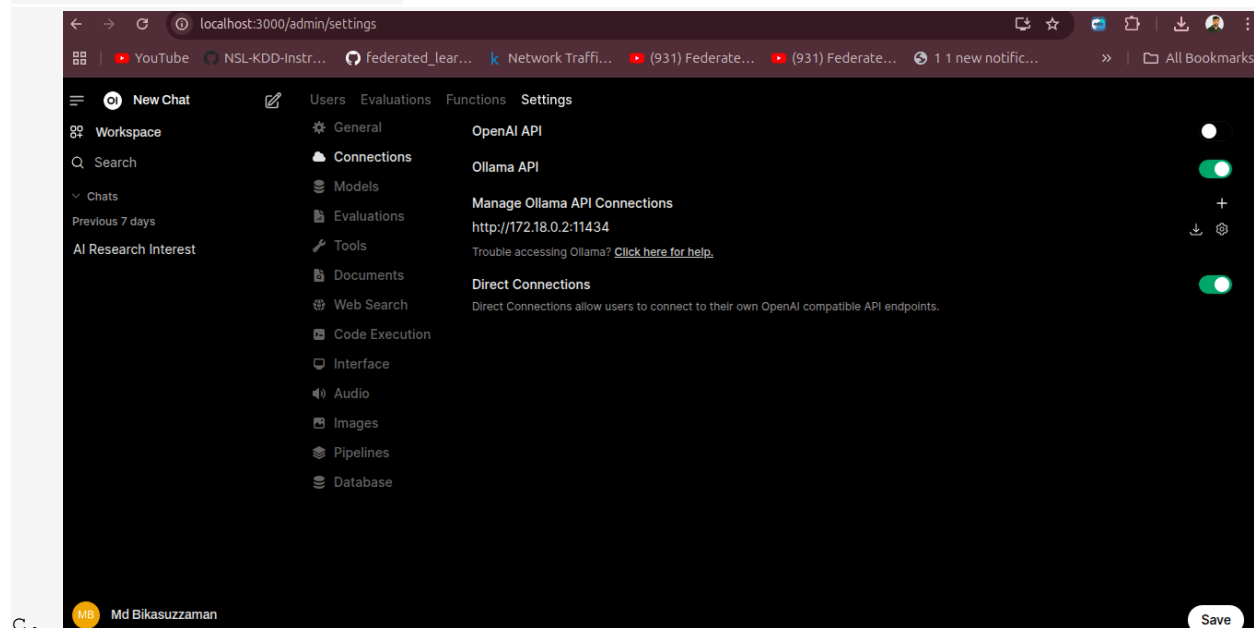 localhost:3000/admin/settings
YouTube NSL-KDD-Instr... federated_lear... Network Traffi... (931) Federate... (931) Federate... 1 1 new notific... » All Bookmarks
OI New Chat
Workspace
Search
Chats
Previous 7 days
AI Research Interest
Users Evaluations Functions Settings
General
Connections
Models
Evaluations
Tools
Documents
Web Search
Code Execution
Interface
Audio
Images
Pipelines
Database
OpenAI API
Ollama API
Manage Ollama API Connections
http://172.18.0.2:11434
Trouble accessing Ollama? Click here for help.
Direct Connections
Direct Connections allow users to connect to their own OpenAI compatible API endpoints.
MB Md Bikasuzzaman
Save